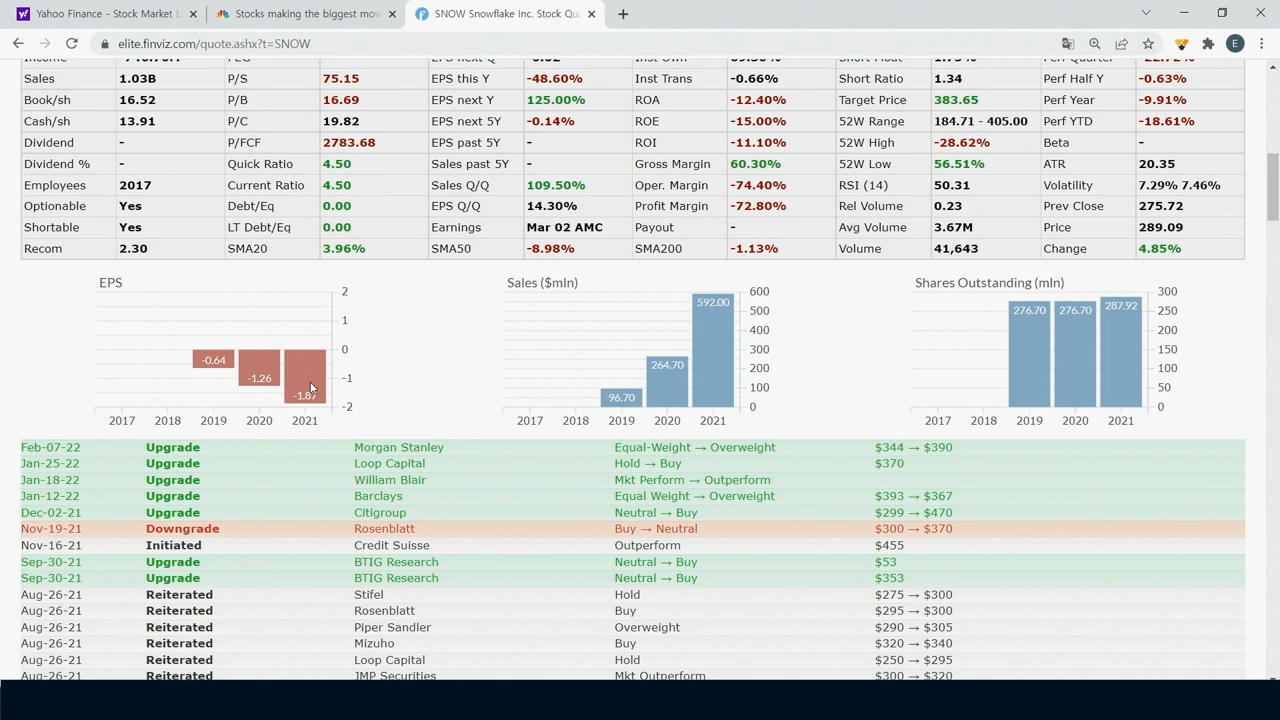 Yahoo Finance - Stock Market L
Stocks making the biggest mov
SNOW Snowflake Inc. Stock Quo
elite.finviz.com/quote.ashx?t=SNOW
E
Sales 1.03B P/S 75.15 EPS this Y -48.60% Inst Trans -0.66% Short Ratio 1.34 Perf Half Y -0.63%
Book/sh 16.52 P/B 16.69 EPS next Y 125.00% ROA -12.40% Target Price 383.65 Perf Year -9.91%
Cash/sh 13.91 P/C 19.82 EPS next 5Y -0.14% ROE -15.00% 52W Range 184.71 - 405.00 Perf YTD -18.61%
Dividend - P/FCF 2783.68 EPS past 5Y - ROI -11.10% 52W High -28.62% Beta -
Dividend % - Quick Ratio 4.50 Sales past 5Y - Gross Margin 60.30% 52W Low 56.51% ATR 20.35
Employees 2017 Current Ratio 4.50 Sales Q/Q 109.50% Oper. Margin -74.40% RSI (14) 50.31 Volatility 7.29% 7.46%
Optionable Yes Debt/Eq 0.00 EPS Q/Q 14.30% Profit Margin -72.80% Rel Volume 0.23 Prev Close 275.72
Shortable Yes LT Debt/Eq 0.00 Earnings Mar 02 AMC Payout - Avg Volume 3.67M Price 289.09
Recom 2.30 SMA20 3.96% SMA50 -8.98% SMA200 -1.13% Volume 41,643 Change 4.85%
EPS
2
1
0
-1
-2
-0.64
-1.26
-1.87
2017 2018 2019 2020 2021
Sales ($mln)
600
500
400
300
200
100
0
96.70
264.70
592.00
2017 2018 2019 2020 2021
Shares Outstanding (mln)
300
250
200
150
100
50
0
276.70
276.70
287.92
2017 2018 2019 2020 2021
Feb-07-22 Upgrade Morgan Stanley Equal-Weight → Overweight $344 → $390
Jan-25-22 Upgrade Loop Capital Hold → Buy $370
Jan-18-22 Upgrade William Blair Mkt Perform → Outperform
Jan-12-22 Upgrade Barclays Equal Weight → Overweight $393 → $367
Dec-02-21 Upgrade Citigroup Neutral → Buy $299 → $470
Nov-19-21 Downgrade Rosenblatt Buy → Neutral $300 → $370
Nov-16-21 Initiated Credit Suisse Outperform $455
Sep-30-21 Upgrade BTIG Research Neutral → Buy $53
Sep-30-21 Upgrade BTIG Research Neutral → Buy $353
Aug-26-21 Reiterated Stifel Hold $275 → $300
Aug-26-21 Reiterated Rosenblatt Buy $295 → $300
Aug-26-21 Reiterated Piper Sandler Overweight $290 → $305
Aug-26-21 Reiterated Mizuho Buy $320 → $340
Aug-26-21 Reiterated Loop Capital Hold $250 → $295
Aug-26-21 Reiterated JMP Securities Mkt Outperform $300 → $320